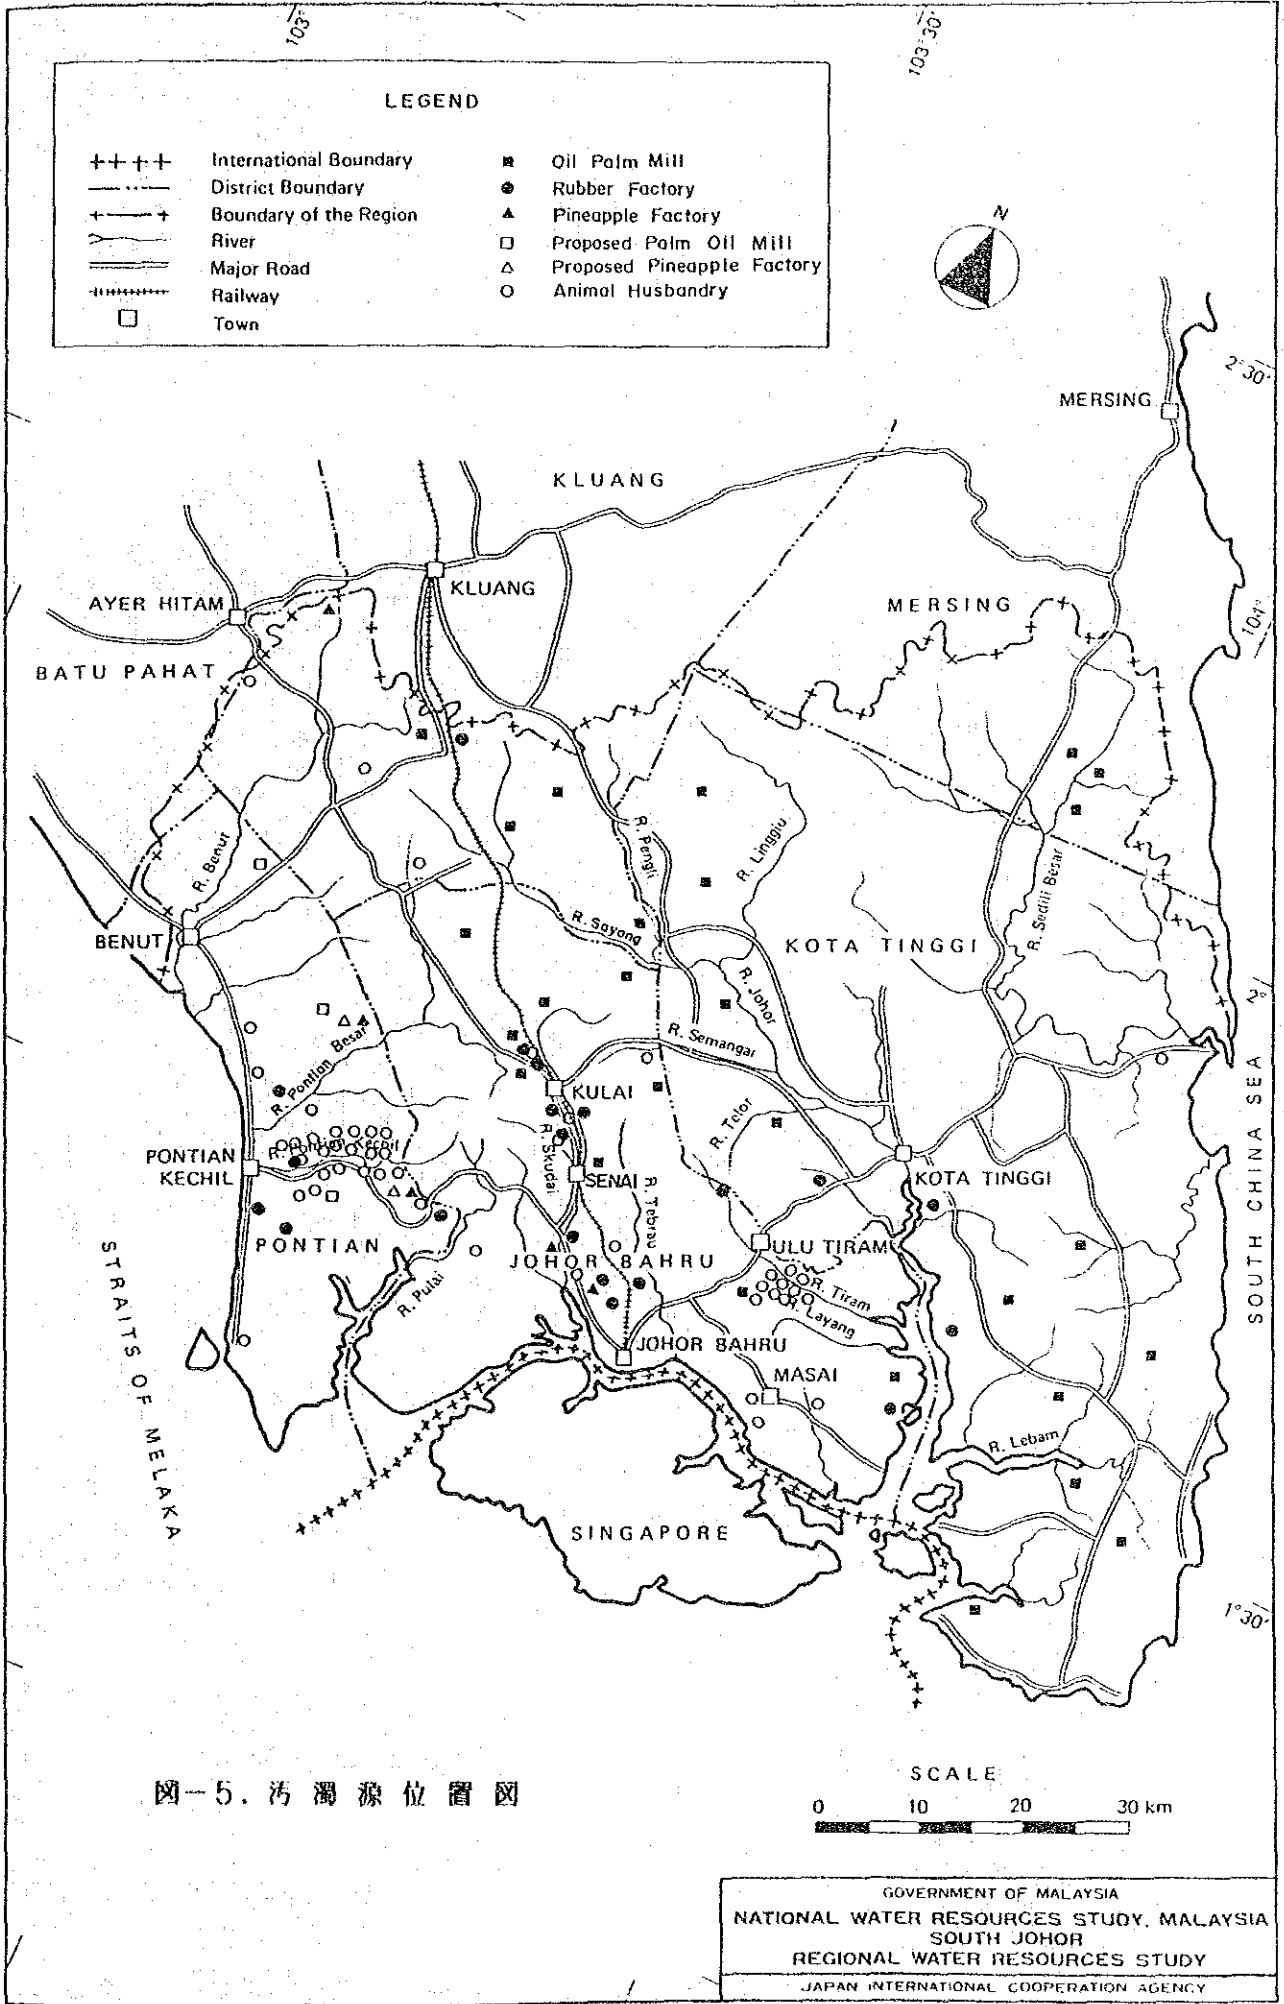 103°
103°30'
LEGEND
International Boundary
District Boundary
Boundary of the Region
River
Major Road
Railway
Town
Oil Palm Mill
Rubber Factory
Pineapple Factory
Proposed Palm Oil Mill
Proposed Pineapple Factory
Animal Husbandry
N
2°30'
MERSING
KLUANG
KLUANG
AYER HITAM
MERSING
104°
BATU PAHAT
R. Benut
R. Pengli
R. Linggiu
R. Sedili Besar
BENUT
R. Sayong
KOTA TINGGI
R. Johor
2°
R. Semangar
R. Pontian Besar
KULAI
R. Telor
SOUTH CHINA SEA
PONTIAN
KECHIL
R. Pontian Kechil
R. Skudai
SENAI
R. Tebrau
KOTA TINGGI
PONTIAN
ULU TIRAM
JOHOR BAHRU
R. Pulai
R. Tiram
R. Layang
STRAITS OF MELAKA
JOHOR BAHRU
MASAI
R. Lebam
SINGAPORE
1°30'
図-5. 汚濁源位置図
SCALE
0 10 20 30 km
GOVERNMENT OF MALAYSIA
NATIONAL WATER RESOURCES STUDY, MALAYSIA
SOUTH JOHOR
REGIONAL WATER RESOURCES STUDY
JAPAN INTERNATIONAL COOPERATION AGENCY